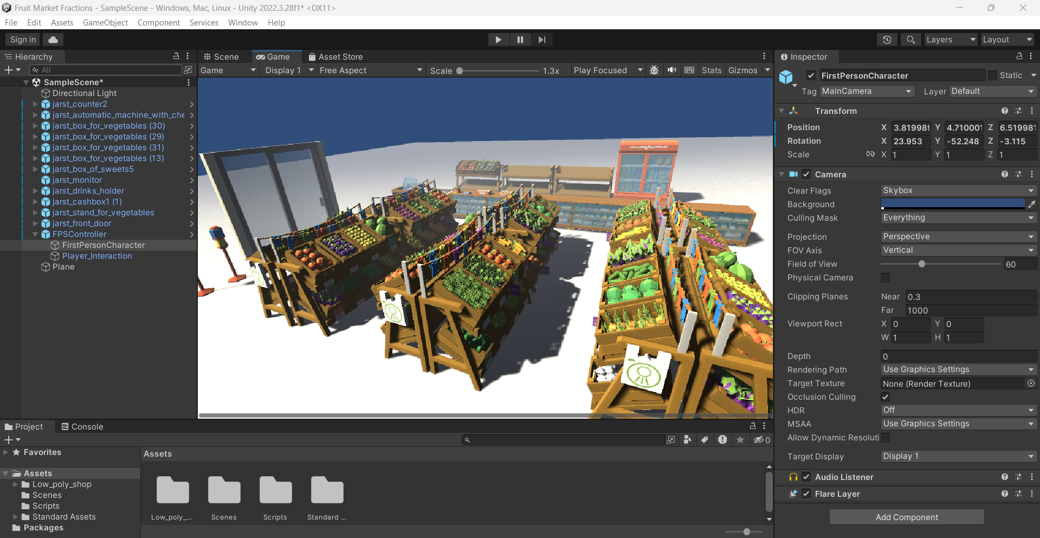 Fruit Market Fractions - SampleScene - Windows, Mac, Linux - Unity 2022.3.28f1* <DX11>
File Edit Assets GameObject Component Services Window Help
Sign in
Layers Layout
Hierarchy
All
SampleScene*
Directional Light
jarst_counter2
jarst_automatic_machine_with_che
jarst_box_for_vegetables (30)
jarst_box_for_vegetables (29)
jarst_box_for_vegetables (31)
jarst_box_for_vegetables (13)
jarst_box_of_sweets5
jarst_monitor
jarst_drinks_holder
jarst_cashbox1 (1)
jarst_stand_for_vegetables
jarst_front_door
FPSController
FirstPersonCharacter
Player_Interaction
Plane
Scene Game Asset Store
Game Display 1 Free Aspect Scale 1.3x Play Focused Stats Gizmos
Inspector
FirstPersonCharacter Static
Tag MainCamera Layer Default
Transform
Position X 3.819989 Y 4.710001 Z 6.519981
Rotation X 23.953 Y -52.248 Z -3.115
Scale X 1 Y 1 Z 1
Camera
Clear Flags Skybox
Background
Culling Mask Everything
Projection Perspective
FOV Axis Vertical
Field of View 60
Physical Camera
Clipping Planes Near 0.3
Far 1000
Viewport Rect X 0 Y 0
W 1 H 1
Depth 0
Rendering Path Use Graphics Settings
Target Texture None (Render Texture)
Occlusion Culling
HDR Off
MSAA Use Graphics Settings
Allow Dynamic Resoluti
Target Display Display 1
Audio Listener
Flare Layer
Add Component
Project Console
0
Favorites
Assets
Low_poly_shop
Scenes
Scripts
Standard Assets
Packages
Assets
Low_poly_... Scenes Scripts Standard ...